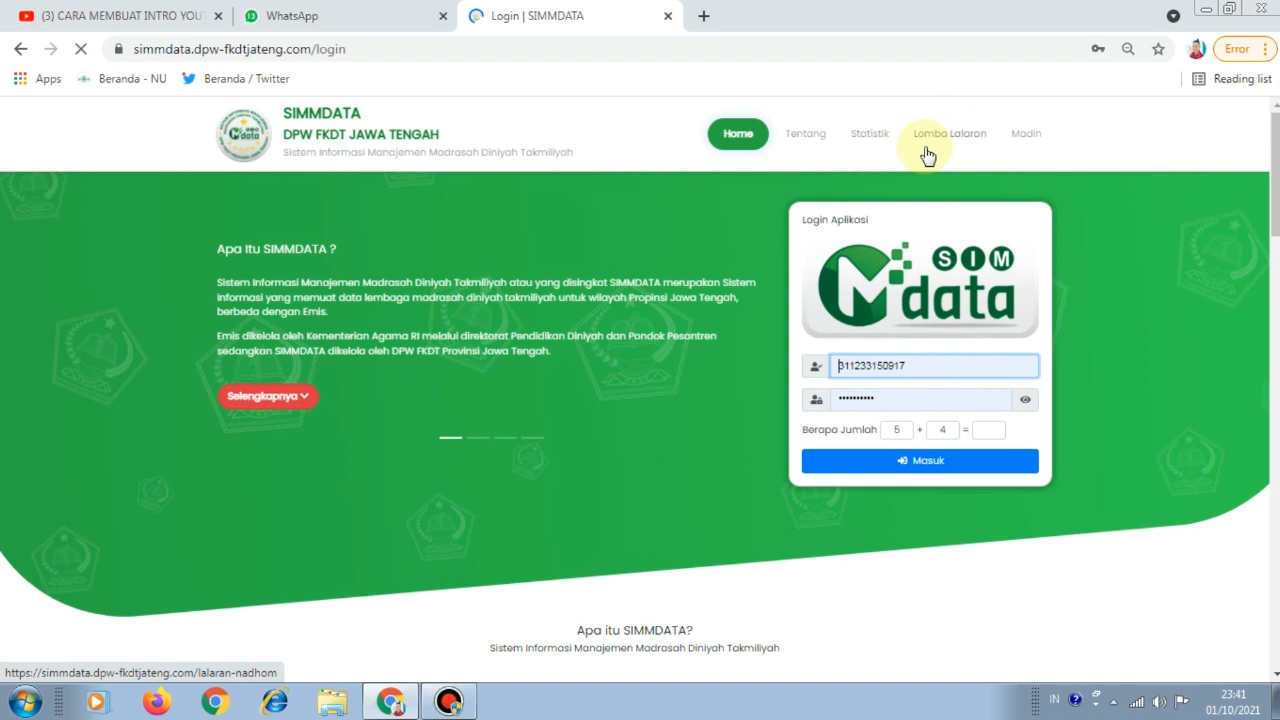 (3) CARA MEMBUAT INTRO YOU
13 WhatsApp
Login | SIMMDATA
simmdata.dpw-fkdtjateng.com/login
Error
Apps
Beranda - NU
Beranda / Twitter
Reading list
data
SIMMDATA
DPW FKDT JAWA TENGAH
Sistem Informasi Manajemen Madrasah Diniyah Takmiliyah
Home
Tentang
Statistik
Lomba Lalaran
Madin
Apa Itu SIMMDATA ?
Sistem Informasi Manajemen Madrasah Diniyah Takmiliyah atau yang disingkat SIMMDATA merupakan Sistem
informasi yang memuat data lembaga madrasah diniyah takmiliyah untuk wilayah Propinsi Jawa Tengah,
berbeda dengan Emis.
Emis dikelola oleh Kementerian Agama RI melalui direktorat Pendidikan Diniyah dan Pondok Pesantren
sedangkan SIMMDATA dikelola oleh DPW FKDT Provinsi Jawa Tengah.
Selengkapnya
Login Aplikasi
SIM
Mdata
311233150917
••••••••••
Berapa Jumlah 5 + 4 =
Masuk
Apa itu SIMMDATA?
Sistem Informasi Manajemen Madrasah Diniyah Takmiliyah
https://simmdata.dpw-fkdtjateng.com/lalaran-nadhom
IN
23:41
01/10/2021